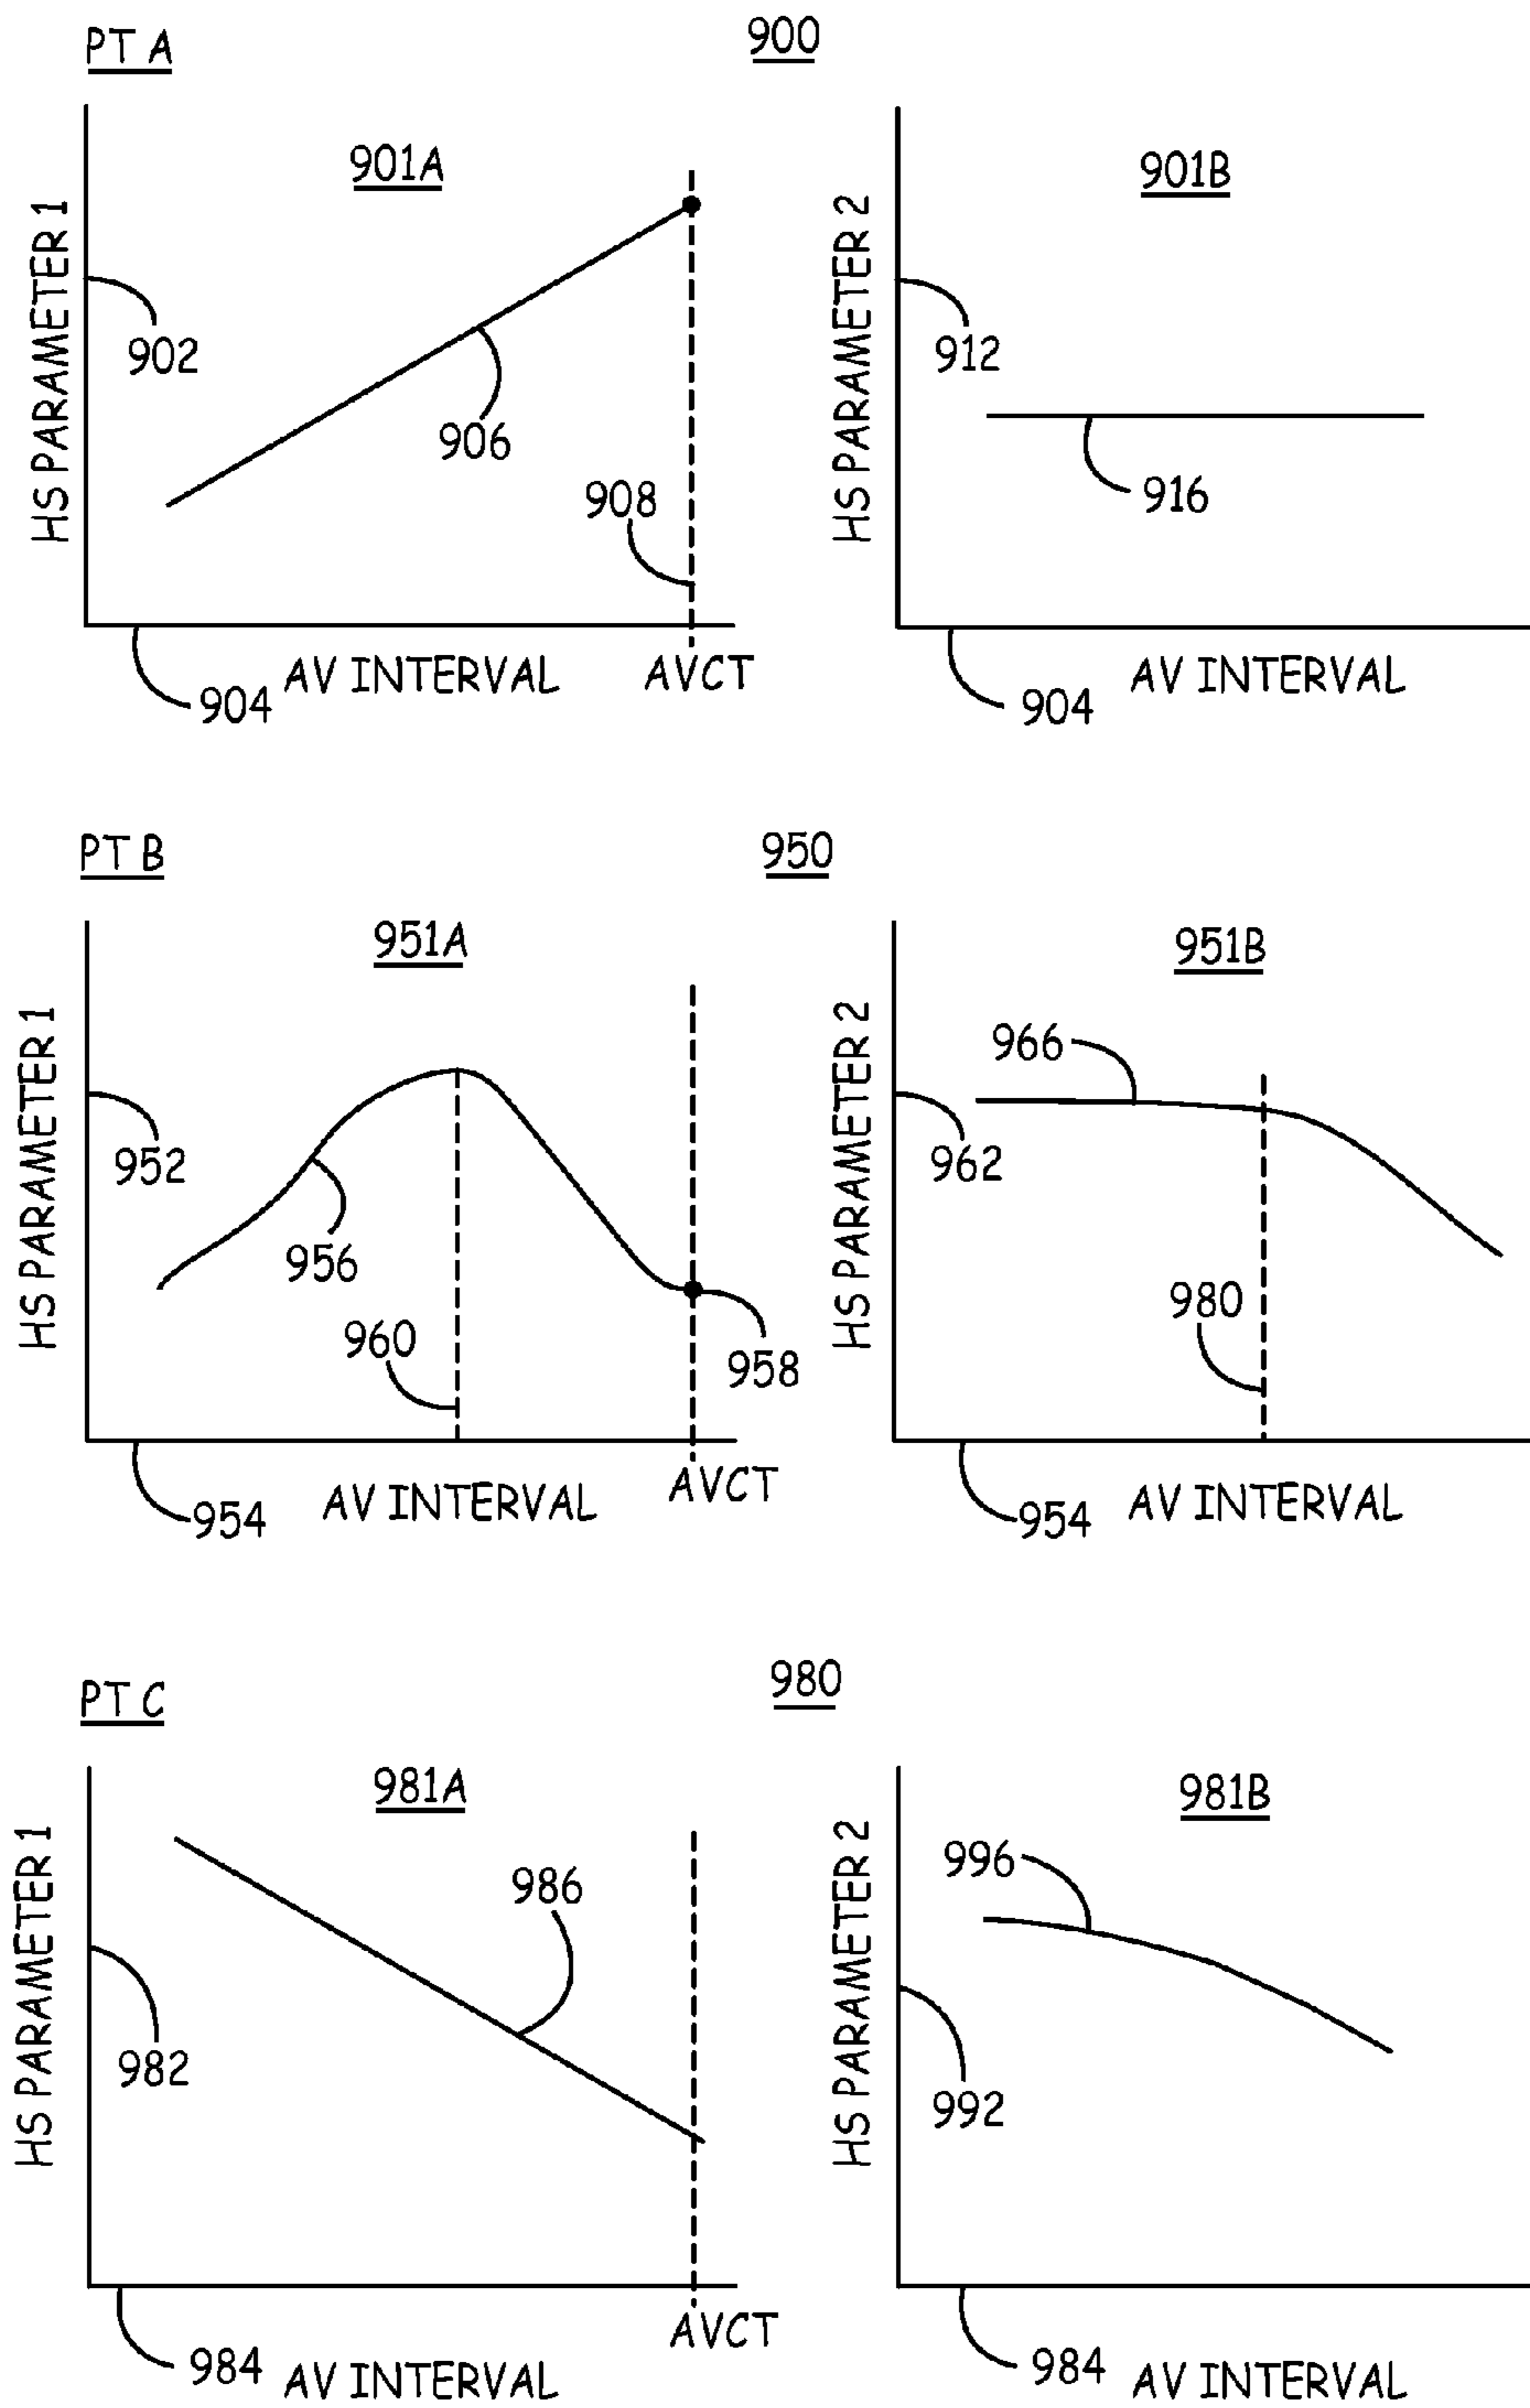 PT A
900
901A
HS PARAMETER 1
902
906
908
904
AV INTERVAL
AVCT
901B
HS PARAMETER 2
912
916
904
AV INTERVAL
PT B
950
951A
HS PARAMETER 1
952
956
960
958
954
AV INTERVAL
AVCT
951B
HS PARAMETER 2
966
962
980
954
AV INTERVAL
PT C
980
981A
HS PARAMETER 1
986
982
984
AV INTERVAL
AVCT
981B
HS PARAMETER 2
996
992
984
AV INTERVAL